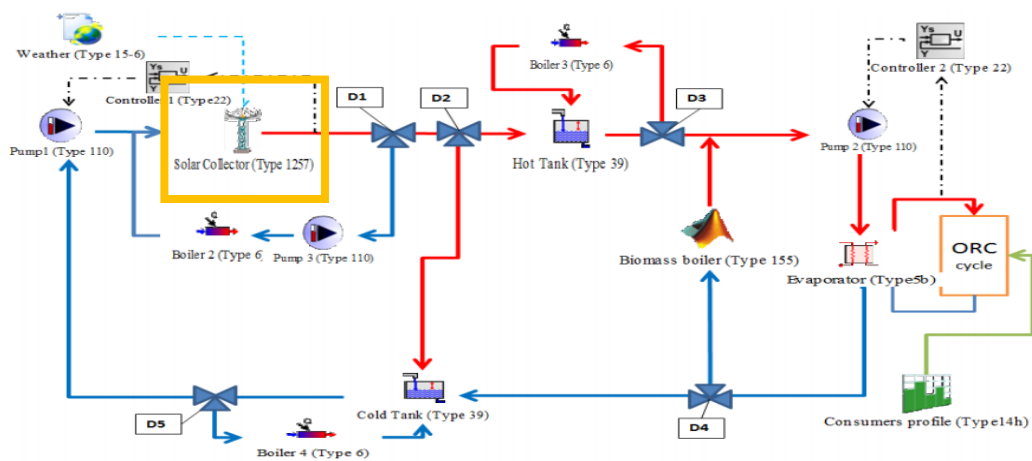 Weather (Type 15-6)
Ys
U
Y
Controller 1 (Type22)
Pump1 (Type 110)
Solar Collector (Type 1257)
D1
D2
Boiler 3 (Type 6)
Hot Tank (Type 39)
D3
Ys
U
Y
Controller 2 (Type 22)
Pump 2 (Type 110)
Boiler 2 (Type 6)
Pump 3 (Type 110)
Biomass boiler (Type 155)
Evaporator (Type5b)
ORC
cycle
D5
Cold Tank (Type 39)
D4
Boiler 4 (Type 6)
Consumers profile (Type14h)